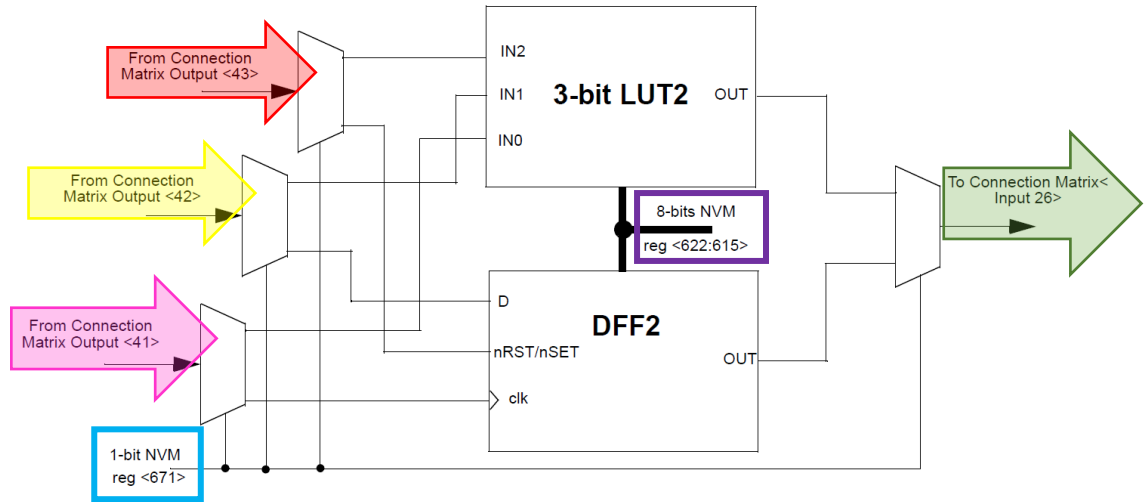 From Connection
Matrix Output <43>
IN2
IN1
IN0
3-bit LUT2
OUT
From Connection
Matrix Output <42>
To Connection Matrix<
Input 26>
8-bits NVM
reg <622:615>
From Connection
Matrix Output <41>
D
DFF2
nRST/nSET
OUT
clk
1-bit NVM
reg <671>